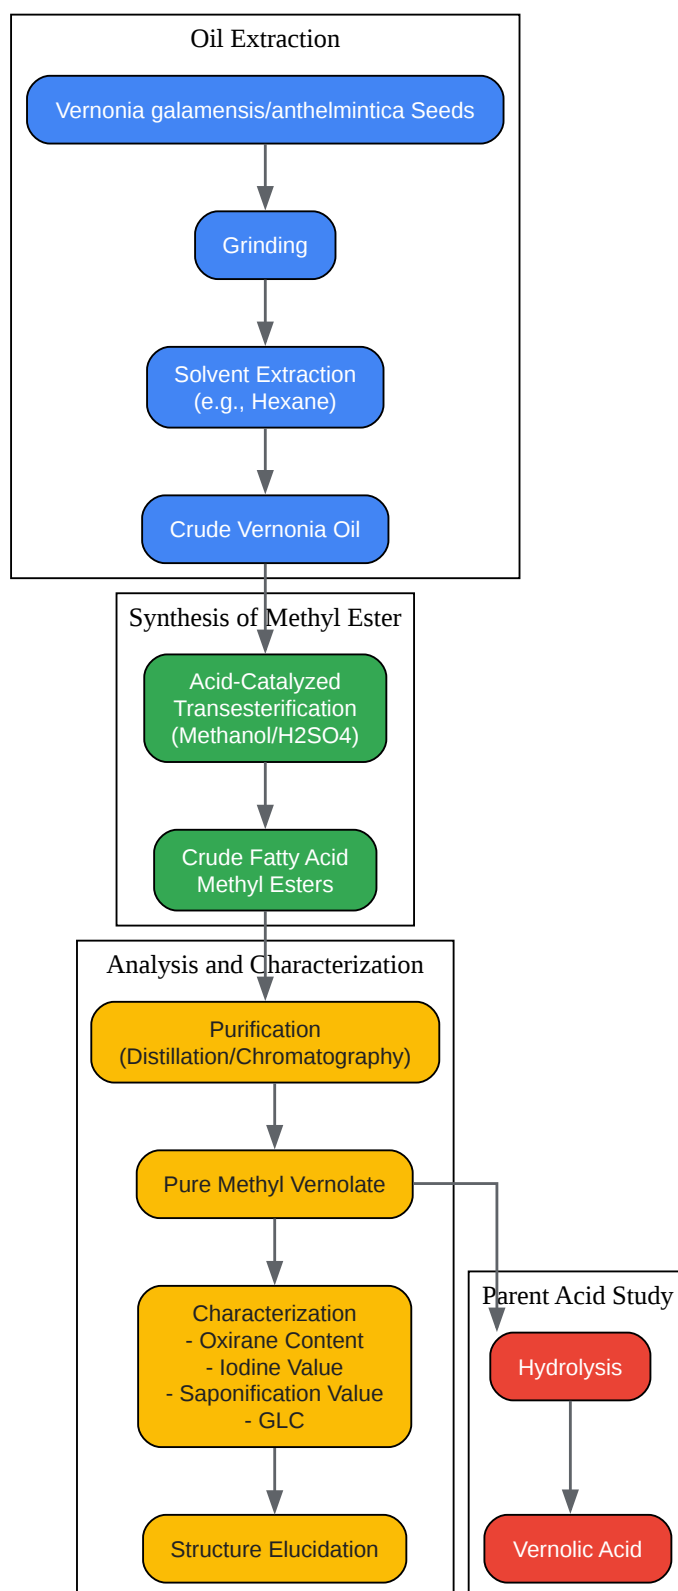 Oil Extraction
Vernonia galamensis/anthelmintica Seeds
Grinding
Solvent Extraction
(e.g., Hexane)
Crude Vernonia Oil
Synthesis of Methyl Ester
Acid-Catalyzed
Transesterification
(Methanol/H2SO4)
Crude Fatty Acid
Methyl Esters
Analysis and Characterization
Purification
(Distillation/Chromatography)
Pure Methyl Vernolate
Characterization
- Oxirane Content
- Iodine Value
- Saponification Value
- GLC
Structure Elucidation
Parent Acid Study
Hydrolysis
Vernolic Acid